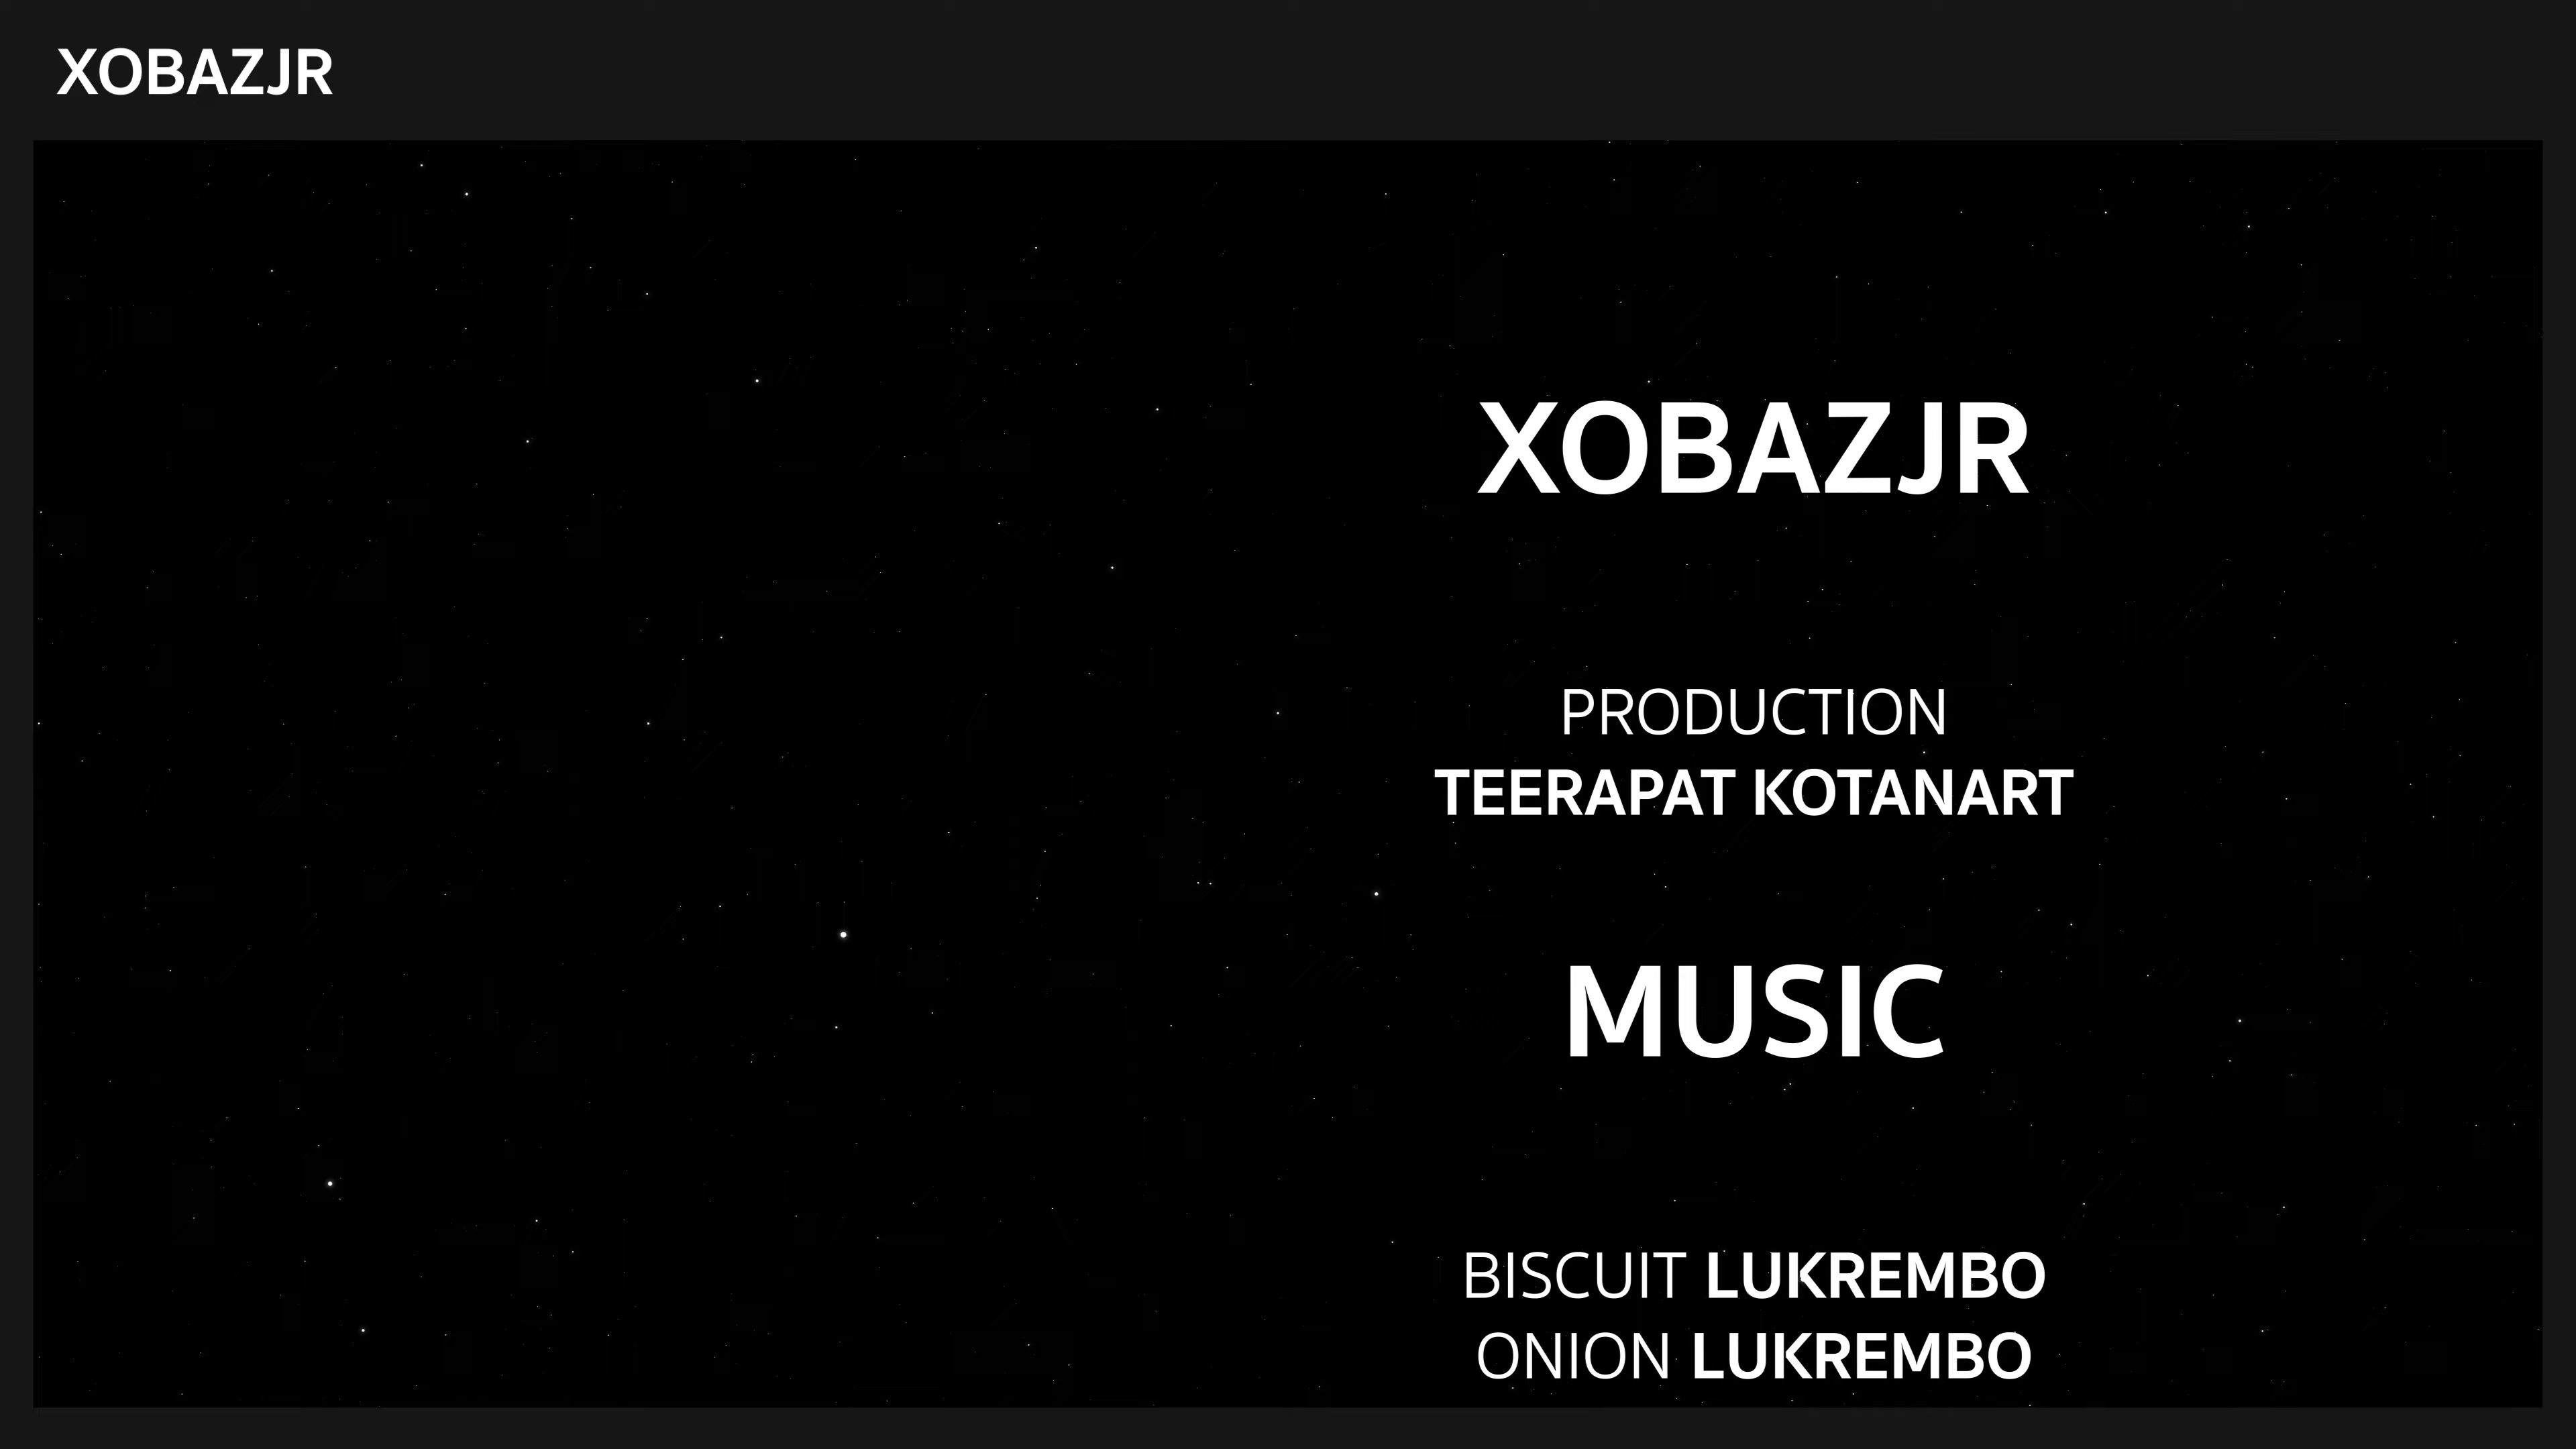 XOBAZJR
XOBAZJR
PRODUCTION
TEERAPAT KOTANART
MUSIC
BISCUIT LUKREMBO
ONION LUKREMBO